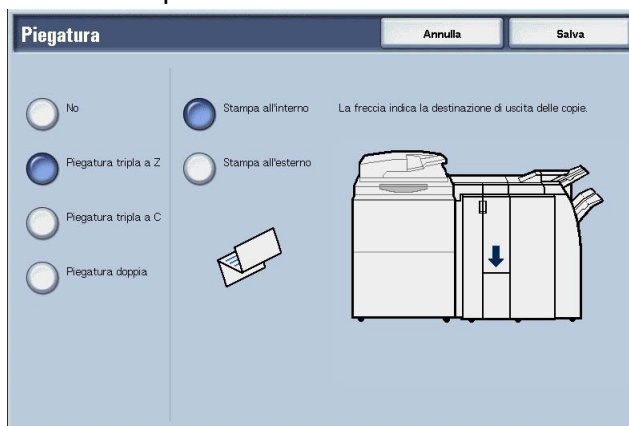 Piegatura
Annulla
Salva
No
Stampa all'interno
La freccia indica la destinazione di uscita delle copie.
Piegatura tripla a Z
Stampa all'esterno
Piegatura tripla a C
Piegatura doppia